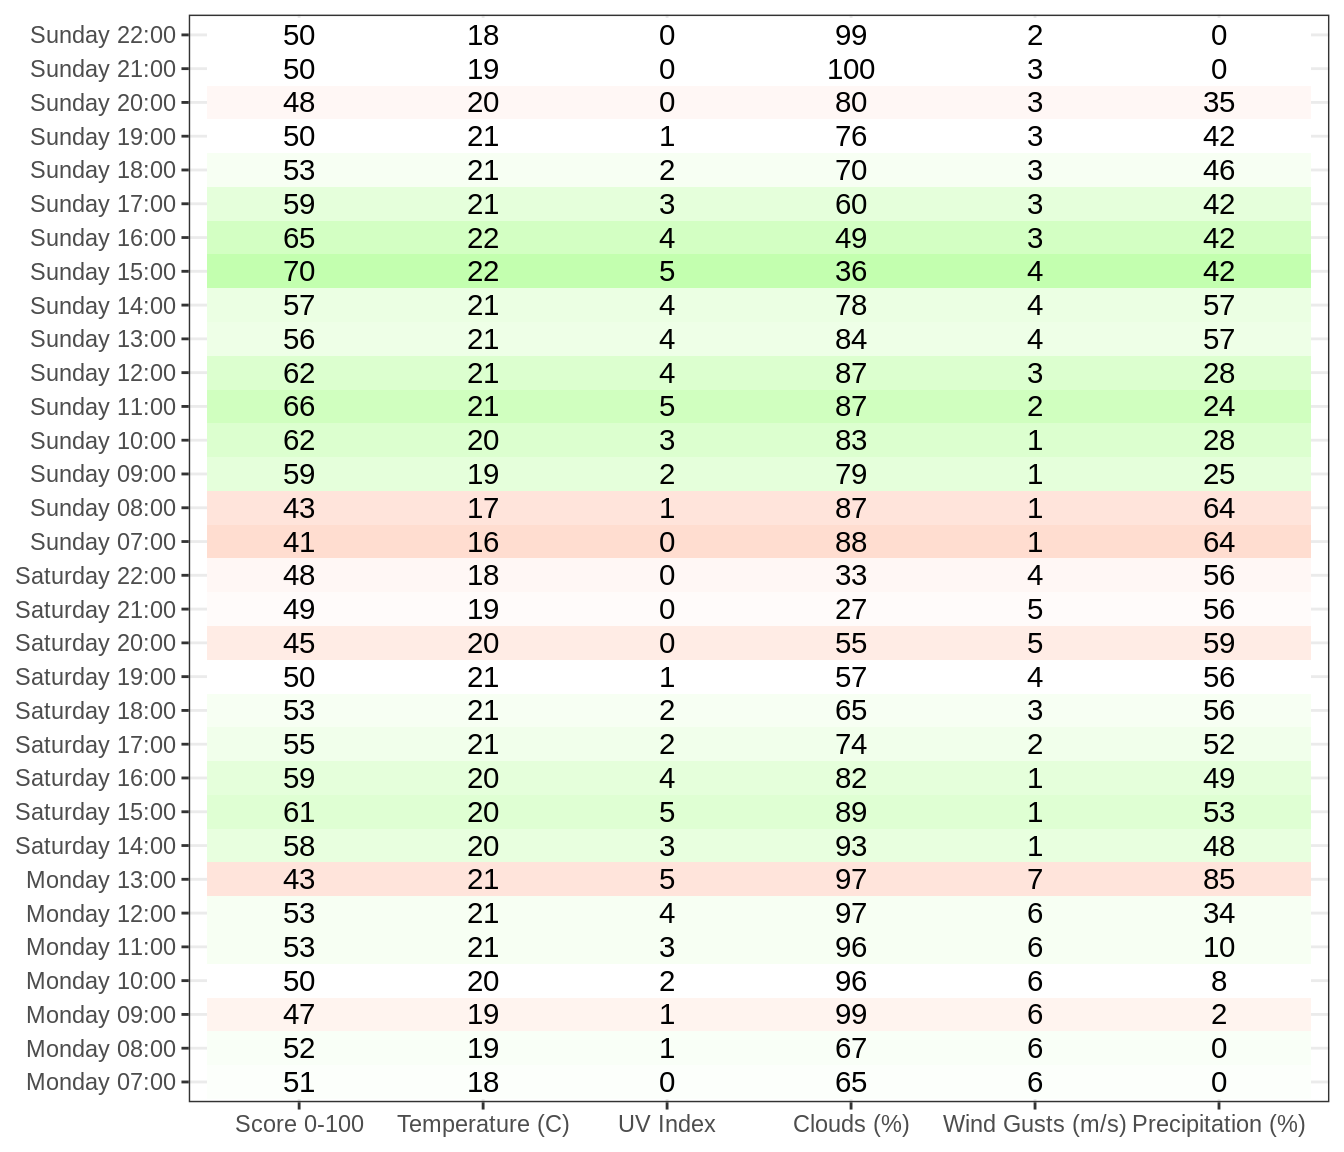 Sunday 22:00 50 18 0 99 2 0
Sunday 21:00 50 19 0 100 3 0
Sunday 20:00 48 20 0 80 3 35
Sunday 19:00 50 21 1 76 3 42
Sunday 18:00 53 21 2 70 3 46
Sunday 17:00 59 21 3 60 3 42
Sunday 16:00 65 22 4 49 3 42
Sunday 15:00 70 22 5 36 4 42
Sunday 14:00 57 21 4 78 4 57
Sunday 13:00 56 21 4 84 4 57
Sunday 12:00 62 21 4 87 3 28
Sunday 11:00 66 21 5 87 2 24
Sunday 10:00 62 20 3 83 1 28
Sunday 09:00 59 19 2 79 1 25
Sunday 08:00 43 17 1 87 1 64
Sunday 07:00 41 16 0 88 1 64
Saturday 22:00 48 18 0 33 4 56
Saturday 21:00 49 19 0 27 5 56
Saturday 20:00 45 20 0 55 5 59
Saturday 19:00 50 21 1 57 4 56
Saturday 18:00 53 21 2 65 3 56
Saturday 17:00 55 21 2 74 2 52
Saturday 16:00 59 20 4 82 1 49
Saturday 15:00 61 20 5 89 1 53
Saturday 14:00 58 20 3 93 1 48
Monday 13:00 43 21 5 97 7 85
Monday 12:00 53 21 4 97 6 34
Monday 11:00 53 21 3 96 6 10
Monday 10:00 50 20 2 96 6 8
Monday 09:00 47 19 1 99 6 2
Monday 08:00 52 19 1 67 6 0
Monday 07:00 51 18 0 65 6 0
Score 0-100 Temperature (C) UV Index Clouds (%) Wind Gusts (m/s) Precipitation (%)